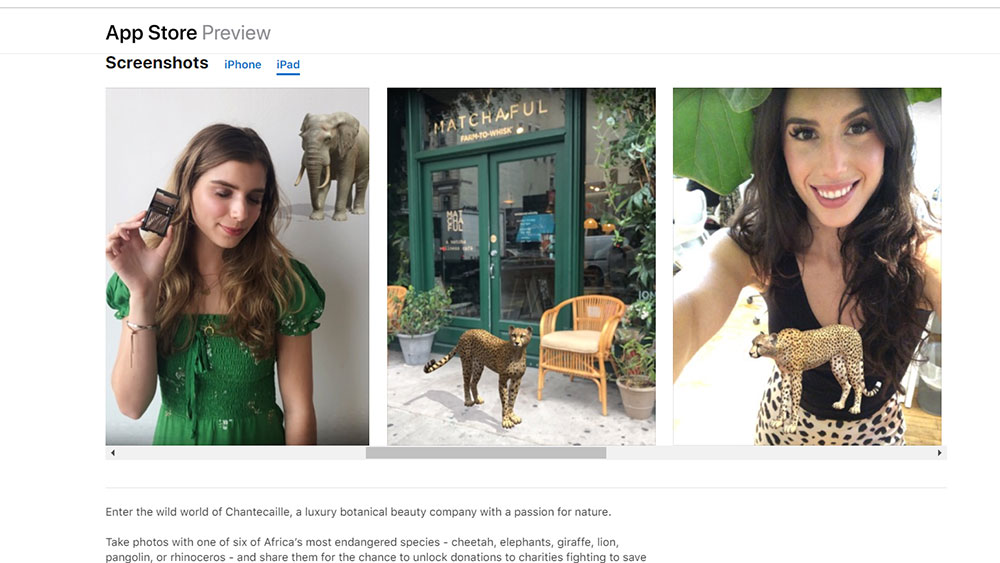 App Store Preview
Screenshots iPhone iPad
MATCHAFUL
FARM-TO-WHISK
MAT
FUL
Enter the wild world of Chantecaille, a luxury botanical beauty company with a passion for nature.
Take photos with one of six of Africa's most endangered species - cheetah, elephants, giraffe, lion,
pangolin, or rhinoceros - and share them for the chance to unlock donations to charities fighting to save